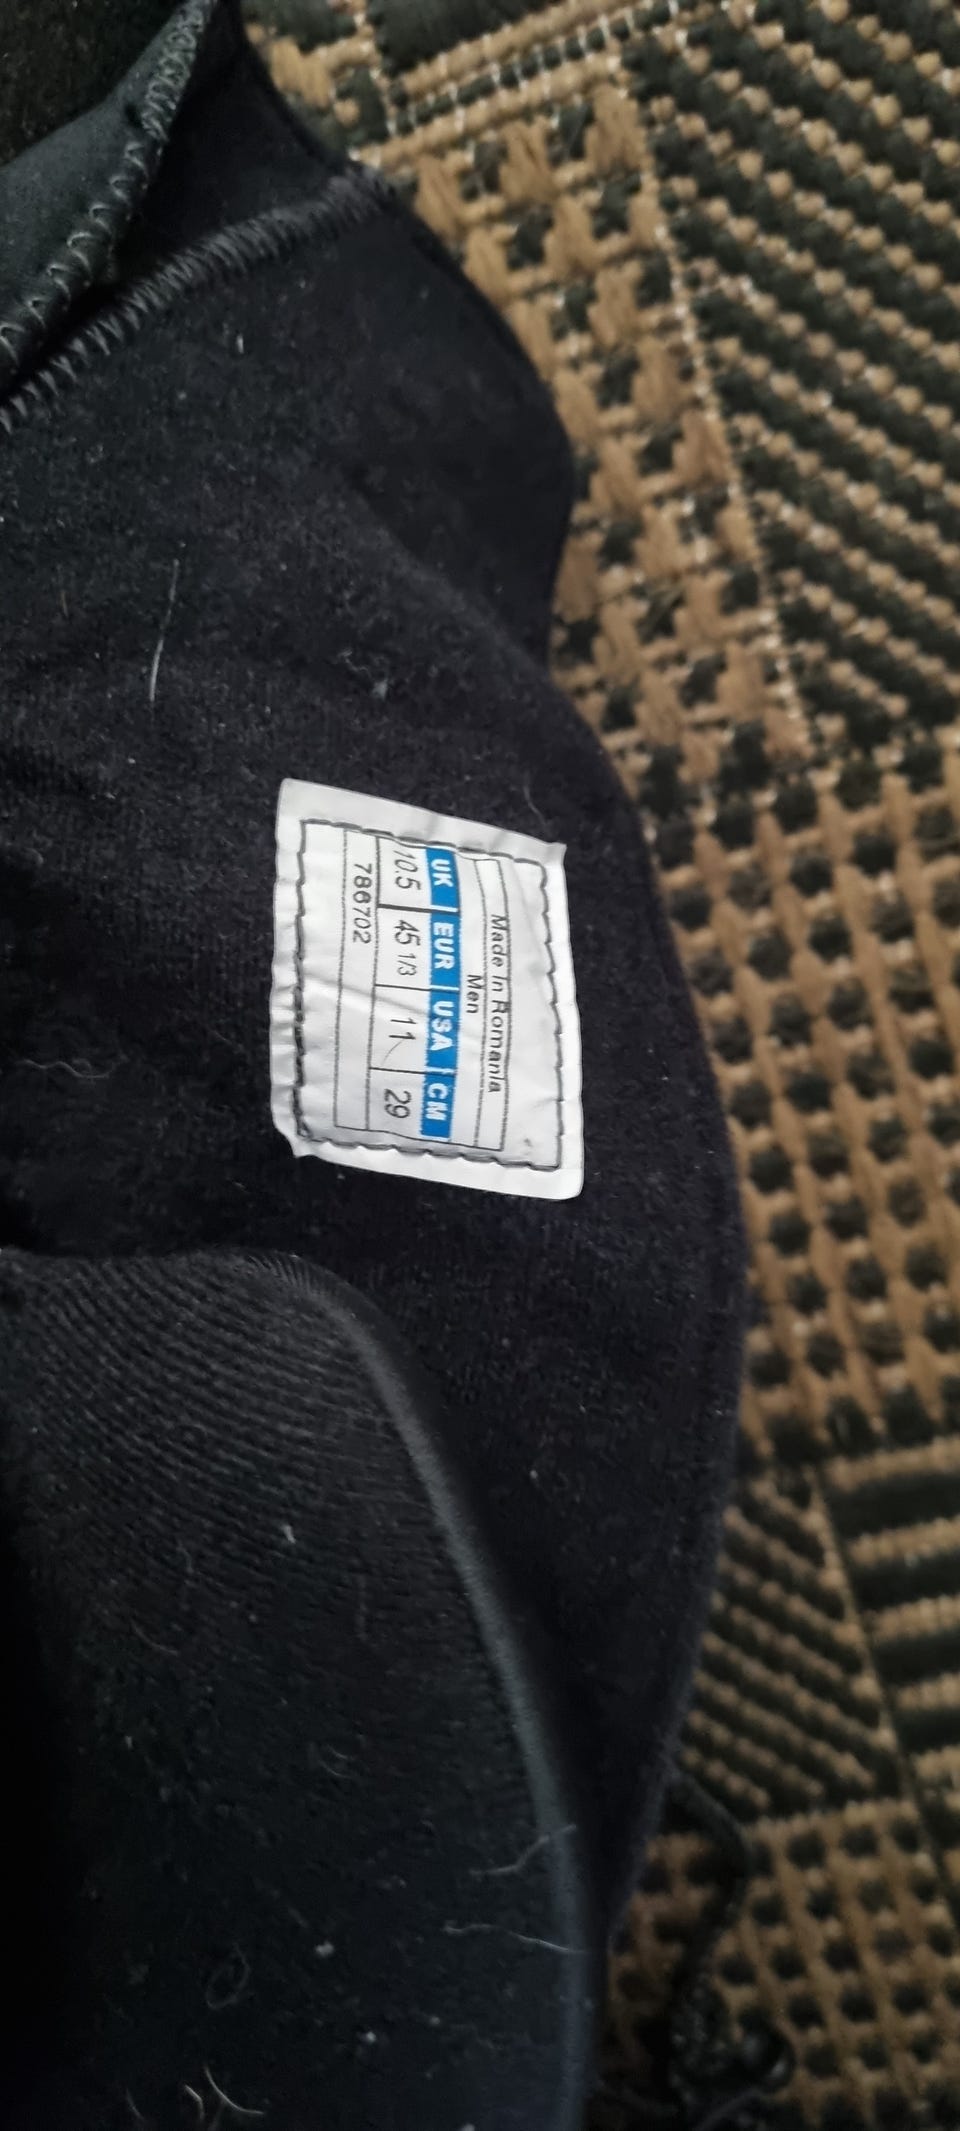 Made In Romania
Men
UK EUR USA CM
10.5 45 1/3 11 29
786702